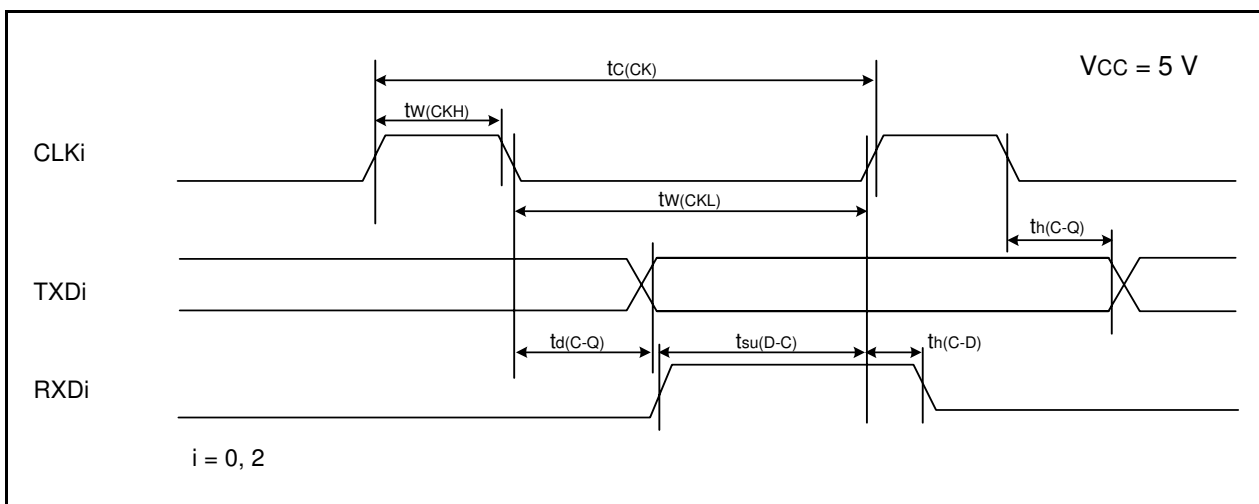 VCC = 5 V
tC(CK)
tW(CKH)
CLKi
tW(CKL)
th(C-Q)
TXDi
td(C-Q)
tsu(D-C)
th(C-D)
RXDi
i = 0, 2